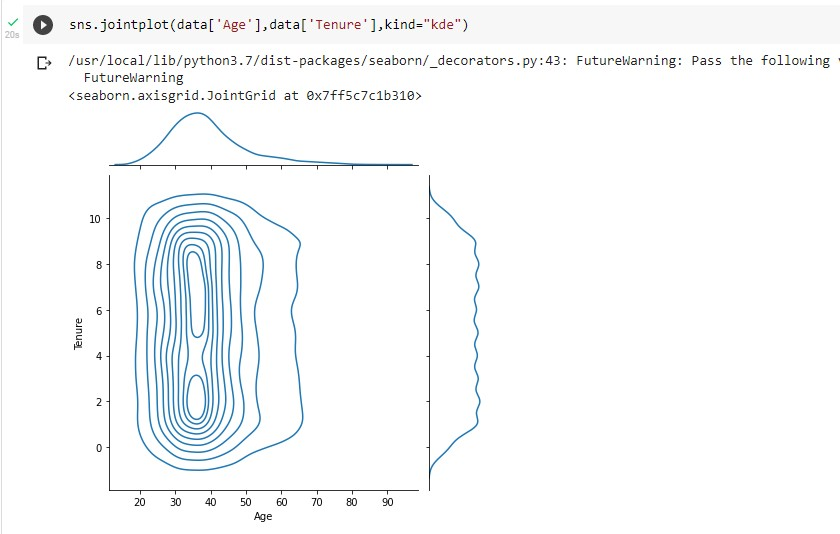 20s
sns.jointplot(data['Age'],data['Tenure'],kind="kde")
/usr/local/lib/python3.7/dist-packages/seaborn/_decorators.py:43: FutureWarning: Pass the following
FutureWarning
<seaborn.axisgrid.JointGrid at 0x7ff5c7c1b310>
10
8
6
4
2
0
Tenure
20 30 40 50 60 70 80 90
Age